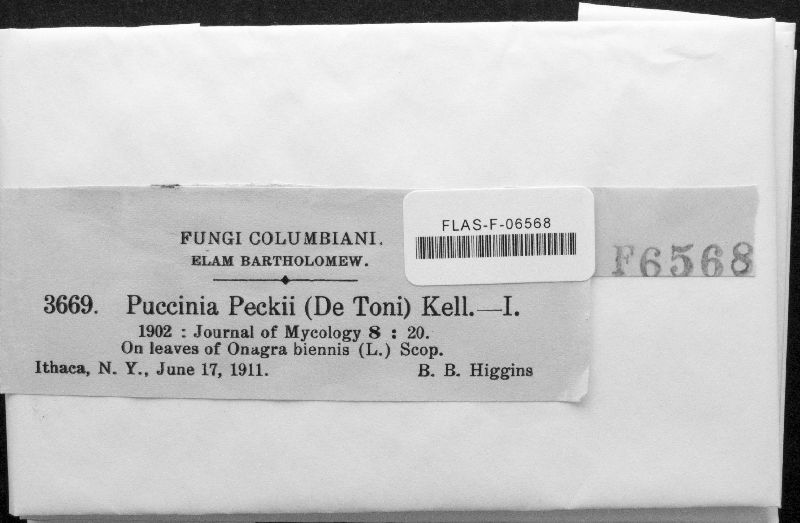 FLAS-F-06568
F6568
FUNGI COLUMBIANI.
ELAM BARTHOLOMEW.
3669. Puccinia Peckii (De Toni) Kell.—I.
1902 : Journal of Mycology 8 : 20.
On leaves of Onagra biennis (L.) Scop.
Ithaca, N. Y., June 17, 1911. B. B. Higgins